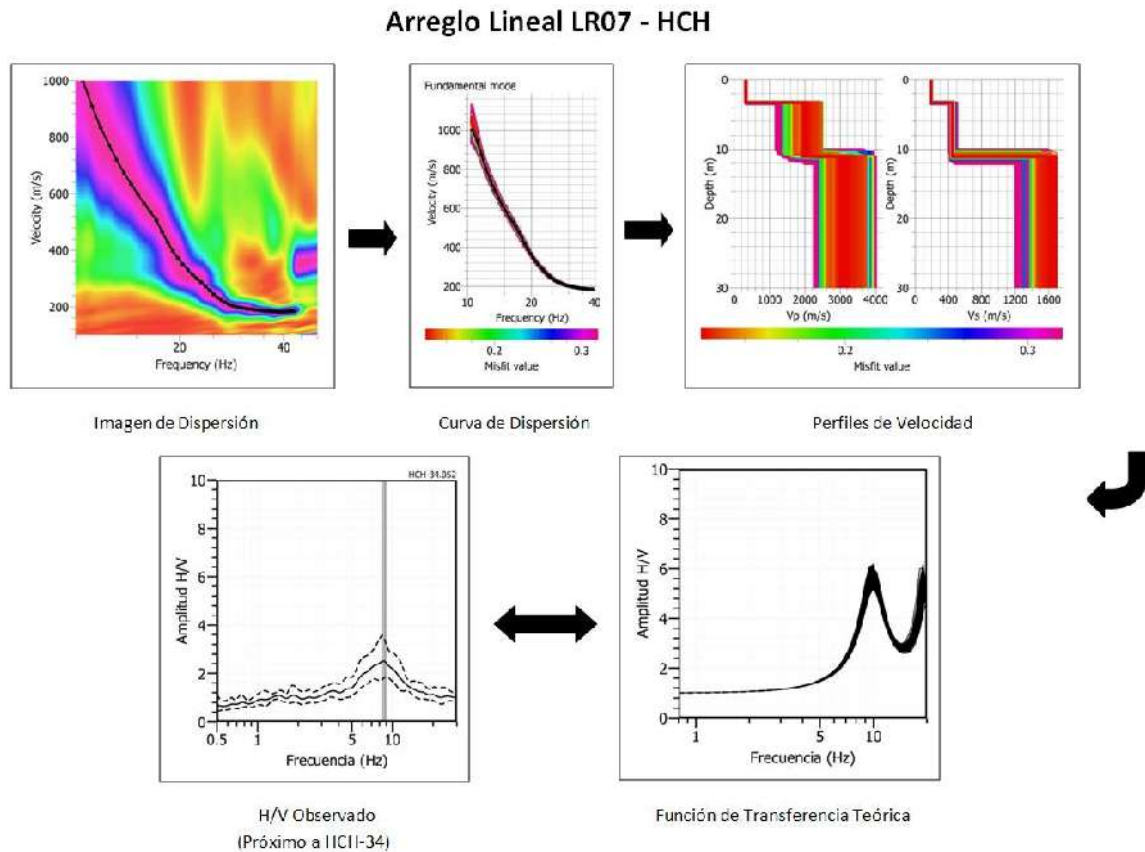 Arreglo Lineal LR07 - HCH
1000
800
600
400
200
Velocity (m/s)
20
40
Frequency (Hz)
Imagen de Dispersión
Fundamental mode
1000
800
600
400
200
Velocity (m/s)
10
20
40
Frequency (Hz)
0.2
0.3
Misfit value
Curva de Dispersión
0
10
20
30
Depth (m)
0
1000
2000
3000
4000
Vp (m/s)
0
10
20
30
Depth (m)
0
400
800
1200
1600
Vs (m/s)
0.2
0.3
Misfit value
Perfiles de Velocidad
10
8
6
4
2
0
Amplitud H/V
0.5
1
5
10
Frecuencia (Hz)
H/V Observado
(Próximo a HCH-34)
10
8
6
4
2
0
Amplitud H/V
1
5
10
Frecuencia (Hz)
Función de Transferencia Teórica